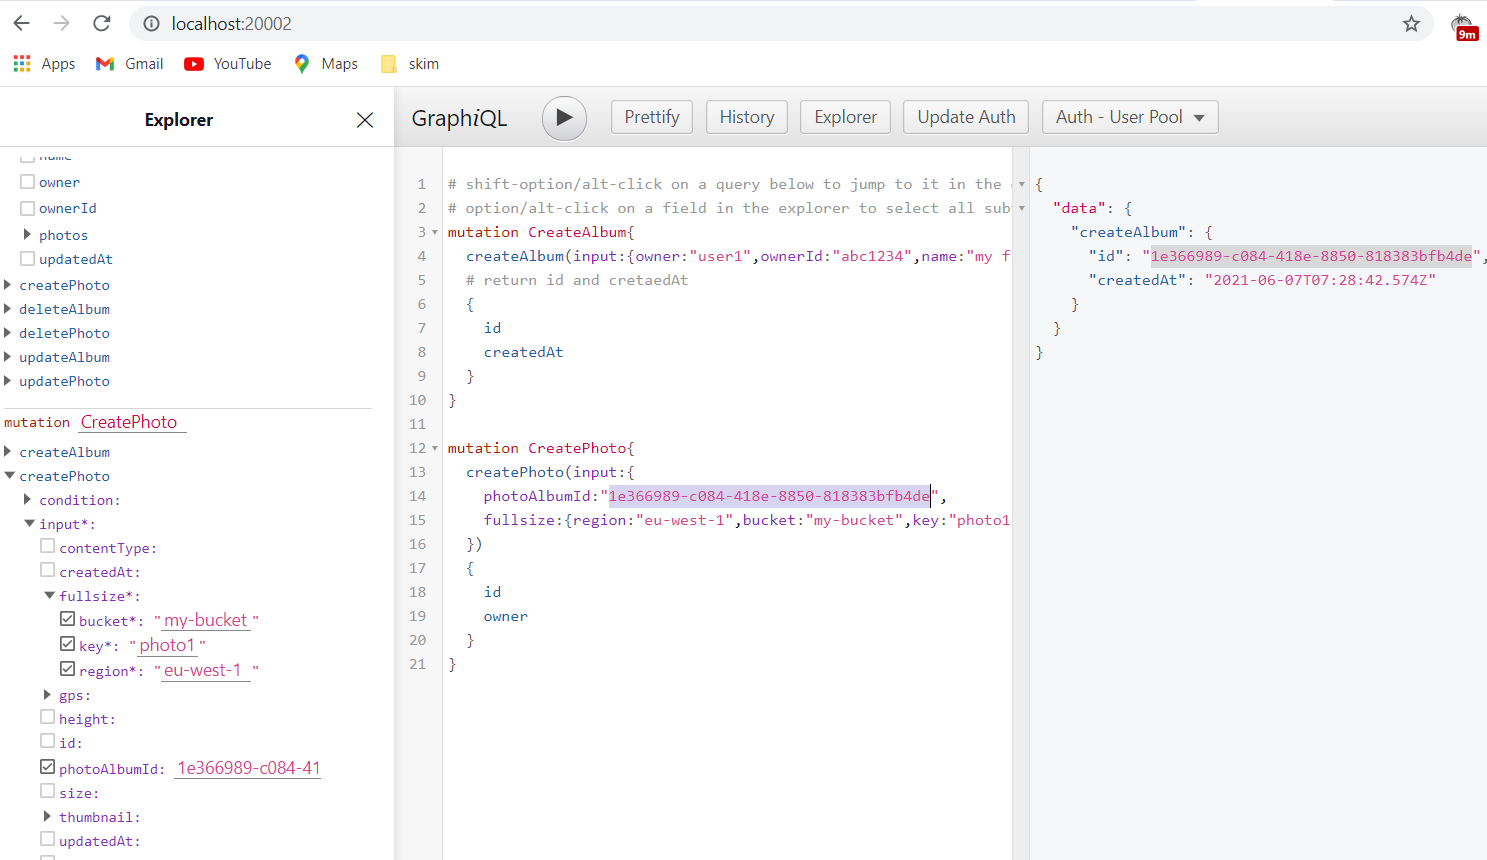 localhost:20002
9m
Apps Gmail YouTube Maps skim
Explorer
GraphiQL Prettify History Explorer Update Auth Auth - User Pool
name
owner
ownerId
photos
updatedAt
createPhoto
deleteAlbum
deletePhoto
updateAlbum
updatePhoto
mutation CreatePhoto
createAlbum
createPhoto
condition:
input*:
contentType:
createdAt:
fullsize*:
bucket*: "my-bucket"
key*: "photo1"
region*: "eu-west-1 "
gps:
height:
id:
photoAlbumId: 1e366989-c084-41
size:
thumbnail:
updatedAt:
1 # shift-option/alt-click on a query below to jump to it in the
2 # option/alt-click on a field in the explorer to select all sub
3 mutation CreateAlbum{
4 createAlbum(input:{owner:"user1",ownerId:"abc1234",name:"my f
5 # return id and cretaedAt
6 {
7 id
8 createdAt
9 }
10 }
11
12 mutation CreatePhoto{
13 createPhoto(input:{
14 photoAlbumId:"1e366989-c084-418e-8850-818383bfb4de",
15 fullsize:{region:"eu-west-1",bucket:"my-bucket",key:"photo1
16 })
17 {
18 id
19 owner
20 }
21 }
{
"data": {
"createAlbum": {
"id": "1e366989-c084-418e-8850-818383bfb4de",
"createdAt": "2021-06-07T07:28:42.574Z"
}
}
}